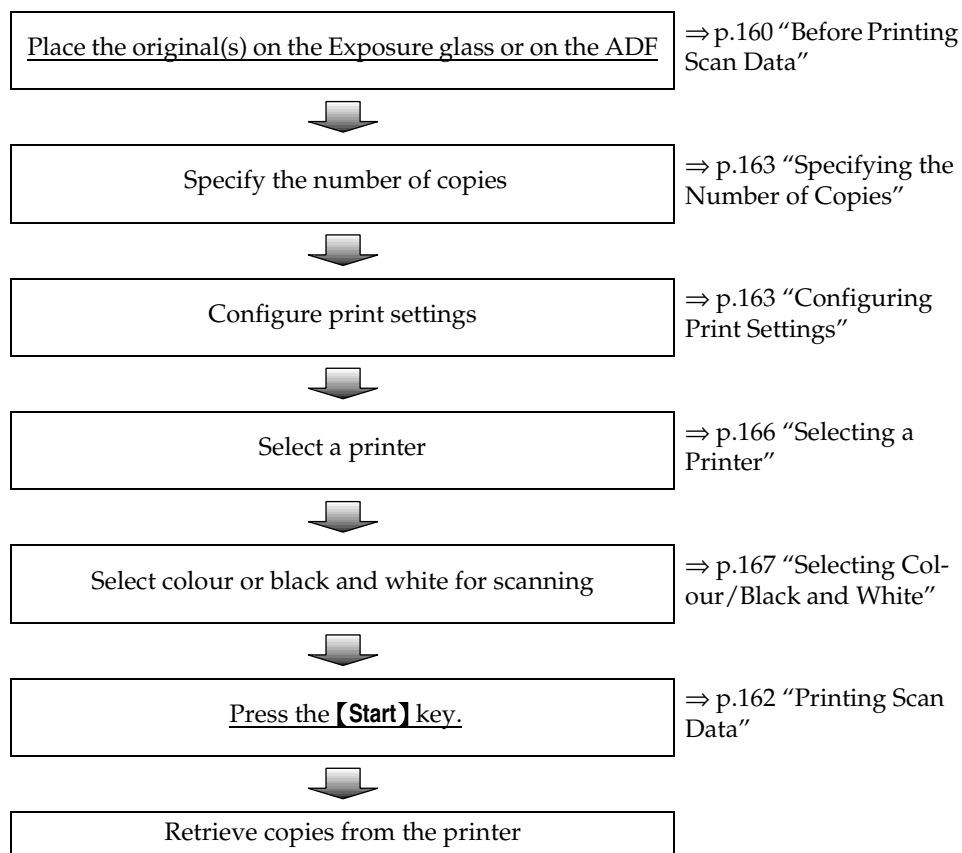 Place the original(s) on the Exposure glass or on the ADF
⇒ p.160 “Before Printing
Scan Data”
Specify the number of copies
⇒ p.163 “Specifying the
Number of Copies”
Configure print settings
⇒ p.163 “Configuring
Print Settings”
Select a printer
⇒ p.166 “Selecting a
Printer”
Select colour or black and white for scanning
⇒ p.167 “Selecting Col-
our/Black and White”
Press the【Start】key.
⇒ p.162 “Printing Scan
Data”
Retrieve copies from the printer